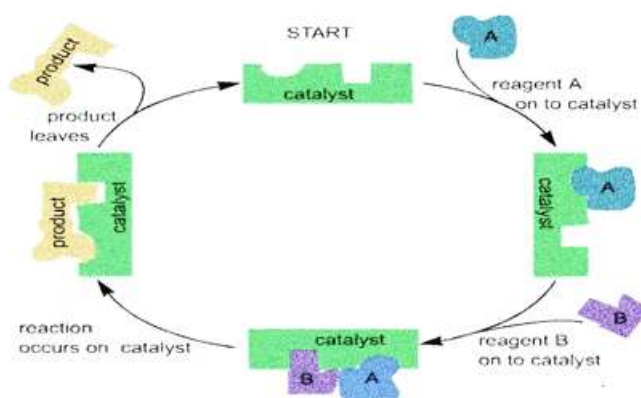 START
catalyst
A
reagent A
on to catalyst
catalyst
A
B
reagent B
on to catalyst
catalyst
B
A
reaction
occurs on catalyst
product
catalyst
product
leaves
product